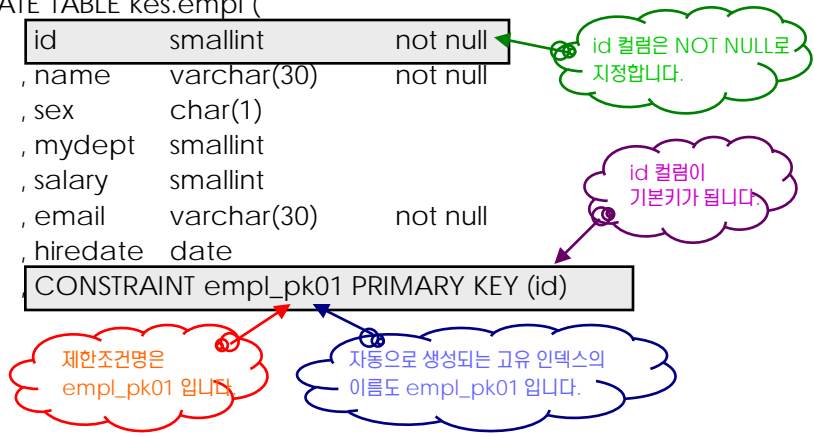 ATE TABLE kes.empl (
id smallint not null
, name varchar(30) not null
, sex char(1)
, mydept smallint
, salary smallint
, email varchar(30) not null
, hiredate date
, CONSTRAINT empl_pk01 PRIMARY KEY (id)
id 컬럼은 NOT NULL로
지정합니다.
id 컬럼이
기본키가 됩니다.
제한조건명은
empl_pk01 입니다.
자동으로 생성되는 고유 인덱스의
이름도 empl_pk01 입니다.